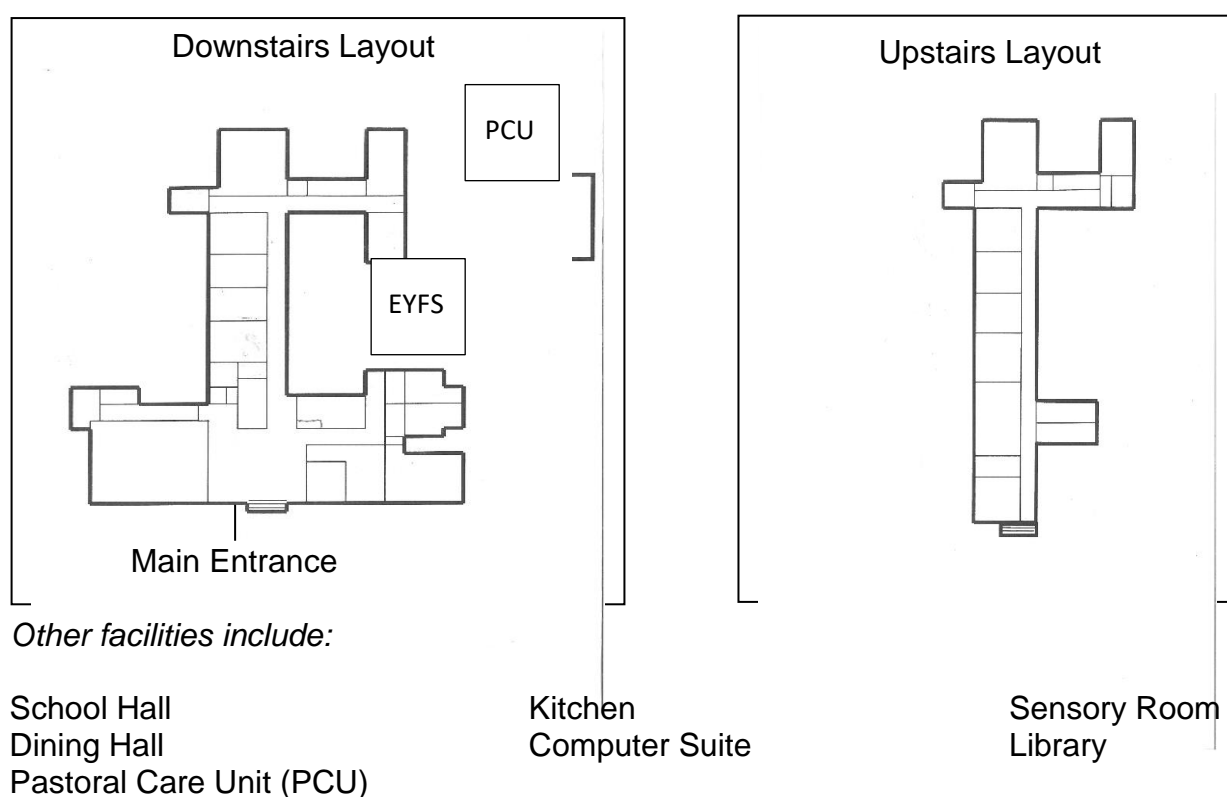 Downstairs Layout
Upstairs Layout
PCU
EYFS
Main Entrance
Other facilities include:
School Hall
Kitchen
Sensory Room
Dining Hall
Computer Suite
Library
Pastoral Care Unit (PCU)